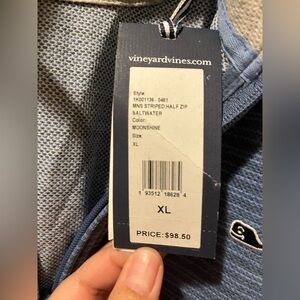 vineyardvines.com
Style:
1K001136 - 0461
MNS STRIPED HALF ZIP
SALTWATER
Color:
MOONSHINE
Size:
XL
1 93512 18628 4
XL
PRICE: $98.50